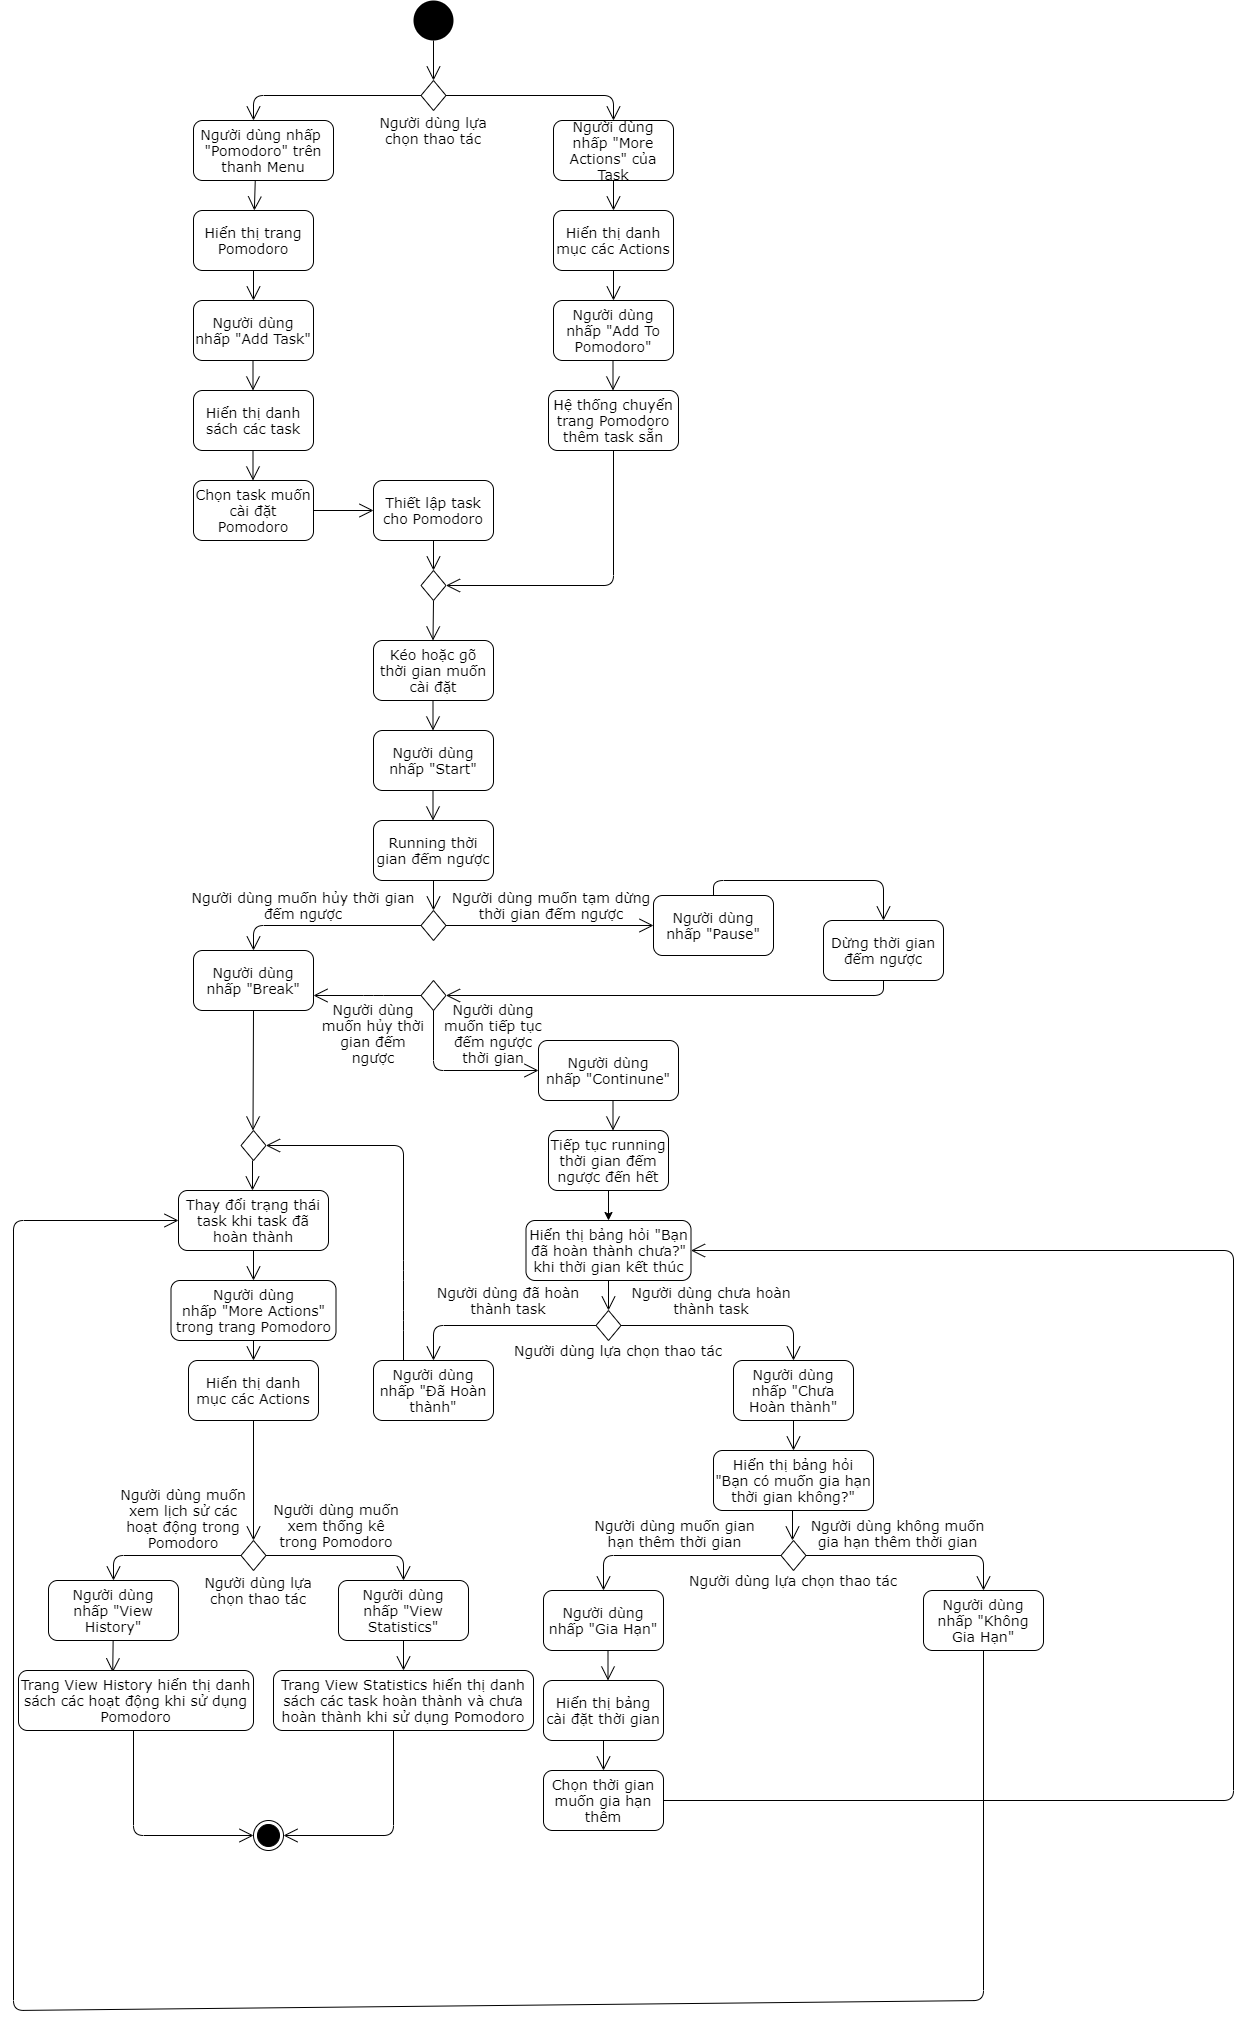 Người dùng lựa
chọn thao tác
Người dùng nhấp
"Pomodoro" trên
thanh Menu
Người dùng
nhấp "More
Actions" của
Task
Hiển thị trang
Pomodoro
Hiển thị danh
mục các Actions
Người dùng
nhấp "Add Task"
Người dùng
nhấp "Add To
Pomodoro"
Hiển thị danh
sách các task
Hệ thống chuyển
trang Pomodoro
thêm task sẵn
Chọn task muốn
cài đặt
Pomodoro
Thiết lập task
cho Pomodoro
Kéo hoặc gõ
thời gian muốn
cài đặt
Người dùng
nhấp "Start"
Running thời
gian đếm ngược
Người dùng muốn hủy thời gian
đếm ngược
Người dùng muốn tạm dừng
thời gian đếm ngược
Người dùng
nhấp "Pause"
Dừng thời gian
đếm ngược
Người dùng
nhấp "Break"
Người dùng
muốn hủy thời
gian đếm
ngược
Người dùng
muốn tiếp tục
đếm ngược
thời gian
Người dùng
nhấp "Continune"
Tiếp tục running
thời gian đếm
ngược đến hết
Thay đổi trạng thái
task khi task đã
hoàn thành
Hiển thị bảng hỏi "Bạn
đã hoàn thành chưa?"
khi thời gian kết thúc
Người dùng
nhấp "More Actions"
trong trang Pomodoro
Người dùng đã hoàn
thành task
Người dùng chưa hoàn
thành task
Người dùng lựa chọn thao tác
Hiển thị danh
mục các Actions
Người dùng
nhấp "Đã Hoàn
thành"
Người dùng
nhấp "Chưa
Hoàn thành"
Hiển thị bảng hỏi
"Bạn có muốn gia hạn
thời gian không?"
Người dùng muốn
xem lịch sử các
hoạt động trong
Pomodoro
Người dùng muốn
xem thống kê
trong Pomodoro
Người dùng muốn gian
hạn thêm thời gian
Người dùng không muốn
gia hạn thêm thời gian
Người dùng lựa
chọn thao tác
Người dùng lựa chọn thao tác
Người dùng
nhấp "View
History"
Người dùng
nhấp "View
Statistics"
Người dùng
nhấp "Gia Hạn"
Người dùng
nhấp "Không
Gia Hạn"
Trang View History hiển thị danh
sách các hoạt động khi sử dụng
Pomodoro
Trang View Statistics hiển thị danh
sách các task hoàn thành và chưa
hoàn thành khi sử dụng Pomodoro
Hiển thị bảng
cài đặt thời gian
Chọn thời gian
muốn gia hạn
thêm